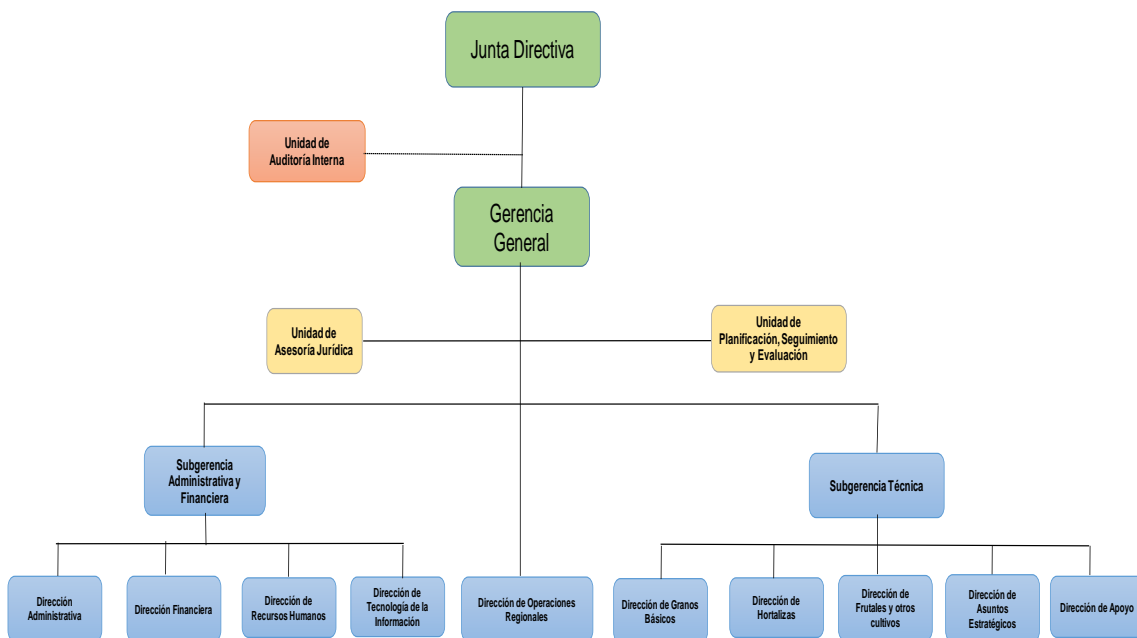 Junta Directiva
Unidad de
Auditoría Interna
Gerencia
General
Unidad de
Asesoría Jurídica
Unidad de
Planificación, Seguimiento
y Evaluación
Subgerencia
Administrativa y
Financiera
Subgerencia Técnica
Dirección
Administrativa
Dirección Financiera
Dirección de
Recursos Humanos
Dirección de
Tecnología de la
Información
Dirección de Operaciones
Regionales
Dirección de Granos
Básicos
Dirección de
Hortalizas
Dirección de
Frutales y otros
cultivos
Dirección de
Asuntos
Estratégicos
Dirección de Apoyo